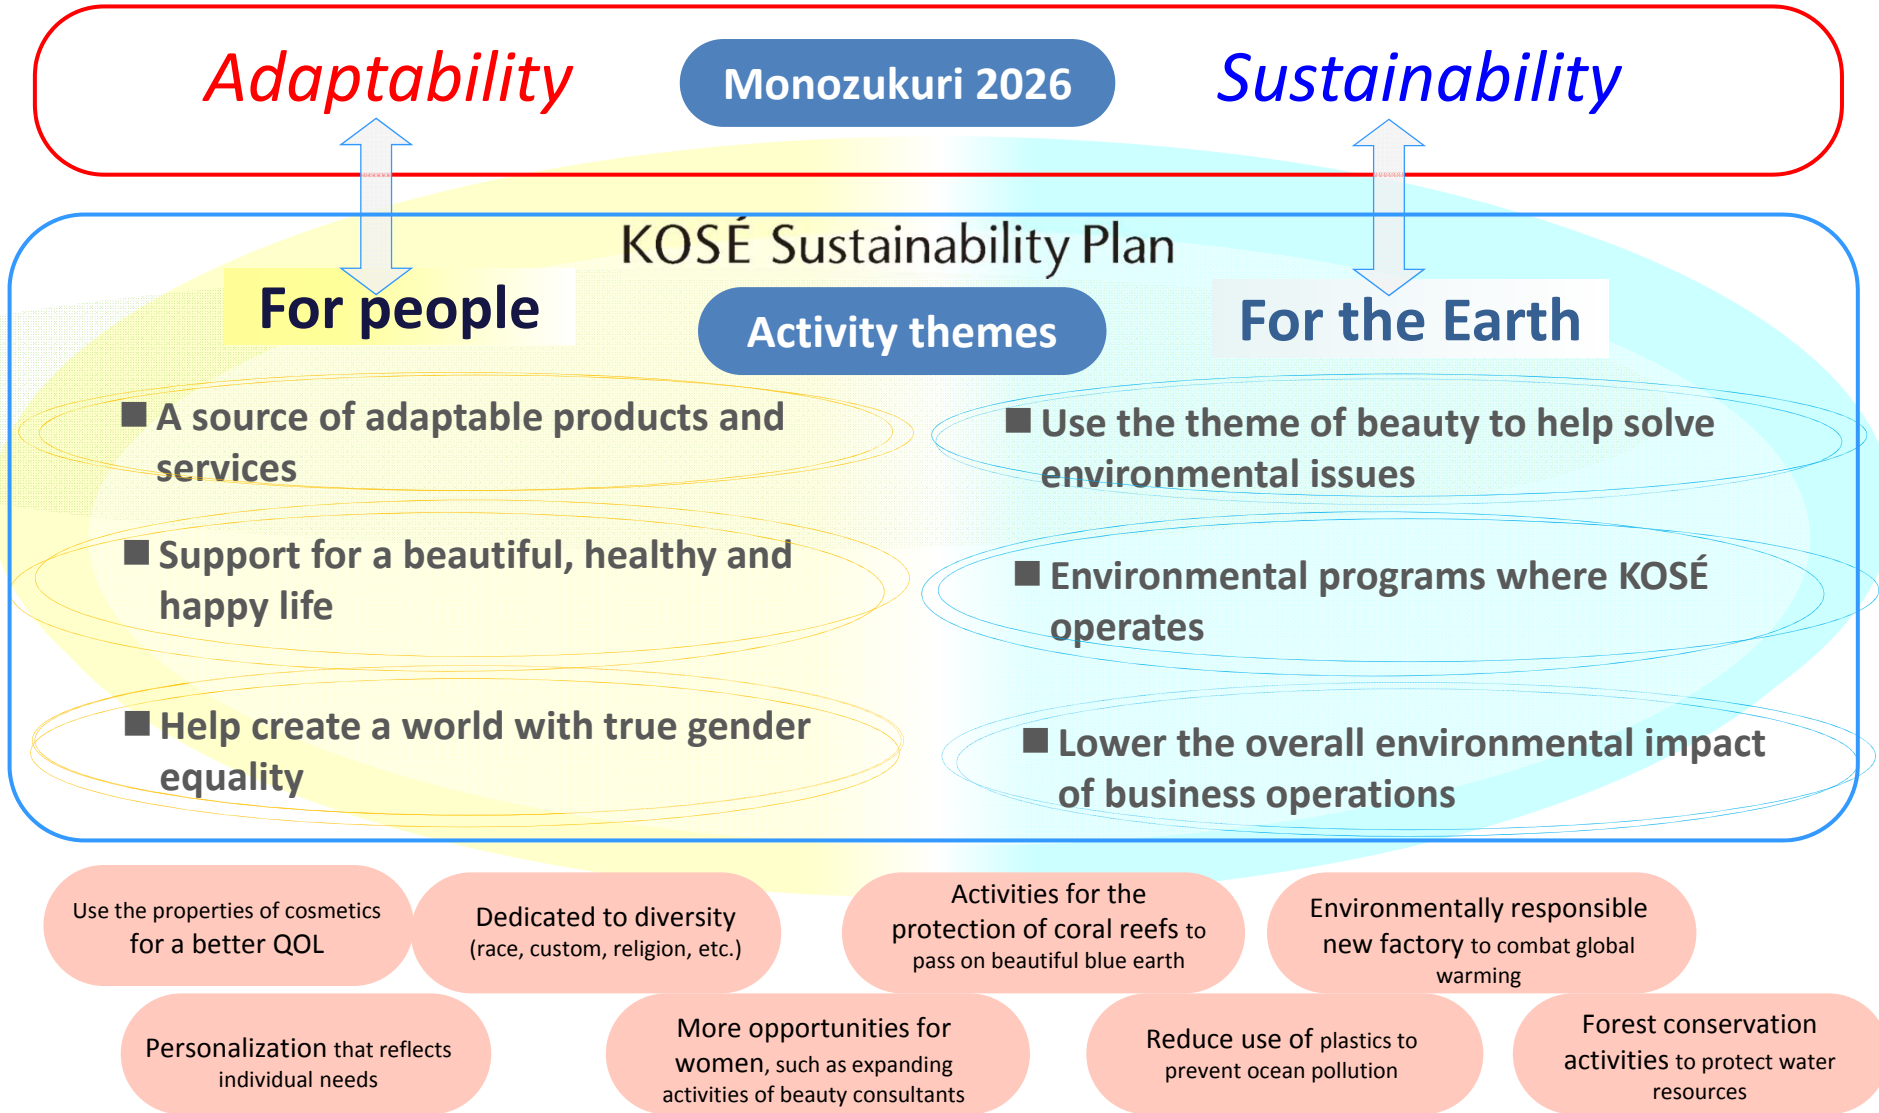 Adaptability
Monozukuri 2026
Sustainability
KOSÉ Sustainability Plan
For people
Activity themes
For the Earth
■ A source of adaptable products and
services
■ Support for a beautiful, healthy and
happy life
■ Help create a world with true gender
equality
■ Use the theme of beauty to help solve
environmental issues
■ Environmental programs where KOSÉ
operates
■ Lower the overall environmental impact
of business operations
Use the properties of cosmetics
for a better QOL
Dedicated to diversity
(race, custom, religion, etc.)
Activities for the
protection of coral reefs to
pass on beautiful blue earth
Environmentally responsible
new factory to combat global
warming
Personalization that reflects
individual needs
More opportunities for
women, such as expanding
activities of beauty consultants
Reduce use of plastics to
prevent ocean pollution
Forest conservation
activities to protect water
resources